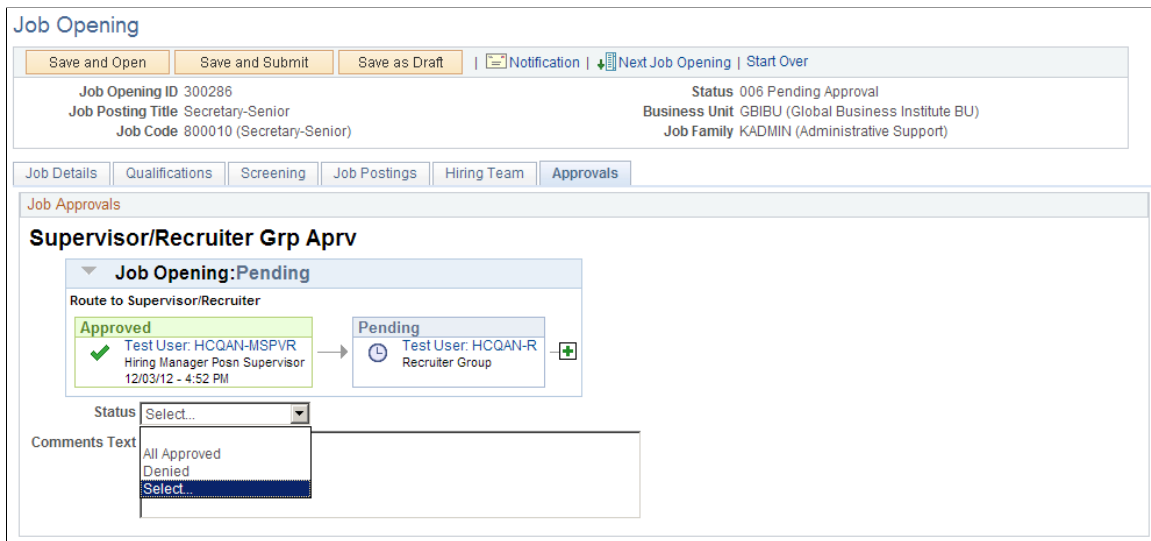 Job Opening
Save and Open Save and Submit Save as Draft | Notification | Next Job Opening | Start Over
Job Opening ID 300286 Status 006 Pending Approval
Job Posting Title Secretary-Senior Business Unit GBIBU (Global Business Institute BU)
Job Code 800010 (Secretary-Senior) Job Family KADMIN (Administrative Support)
Job Details Qualifications Screening Job Postings Hiring Team Approvals
Job Approvals
Supervisor/Recruiter Grp Aprv
Job Opening:Pending
Route to Supervisor/Recruiter
Approved Pending
Test User: HCQAN-MSPVR Test User: HCQAN-R
Hiring Manager Posn Supervisor Recruiter Group
12/03/12 - 4:52 PM
Status Select...
Comments Text
All Approved
Denied
Select...